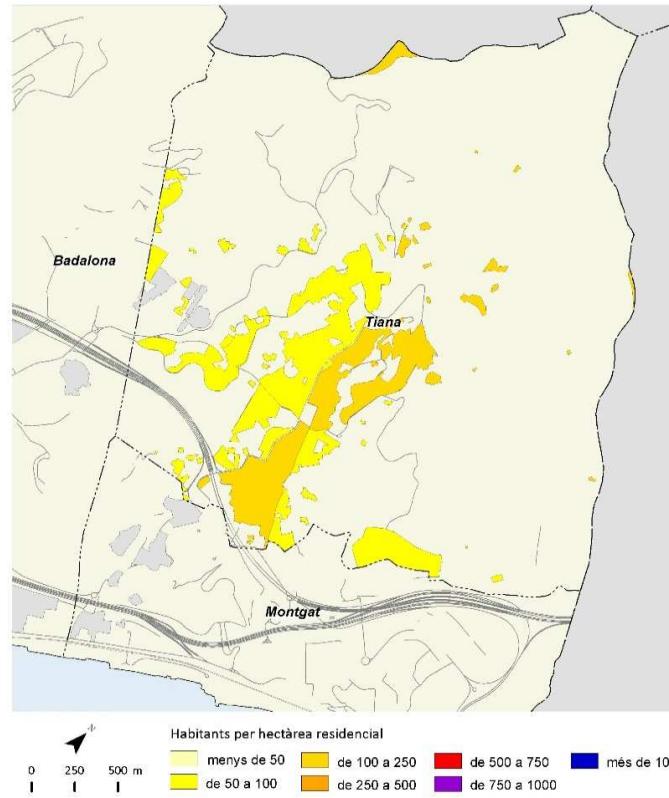 Badalona
Tiana
Montgat
N
Habitants per hectàrea residencial
menys de 50
de 100 a 250
de 500 a 750
més de 10
de 50 a 100
de 250 a 500
de 750 a 1000
0 250 500 m